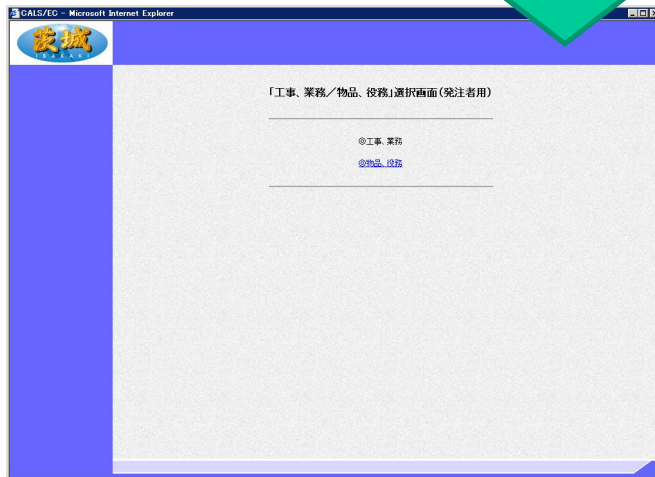 CALS/EC - Microsoft Internet Explorer
茨城
IBARAKI
「工事、業務／物品、役務」選択画面(発注者用)
◎工事、業務
◎物品、役務